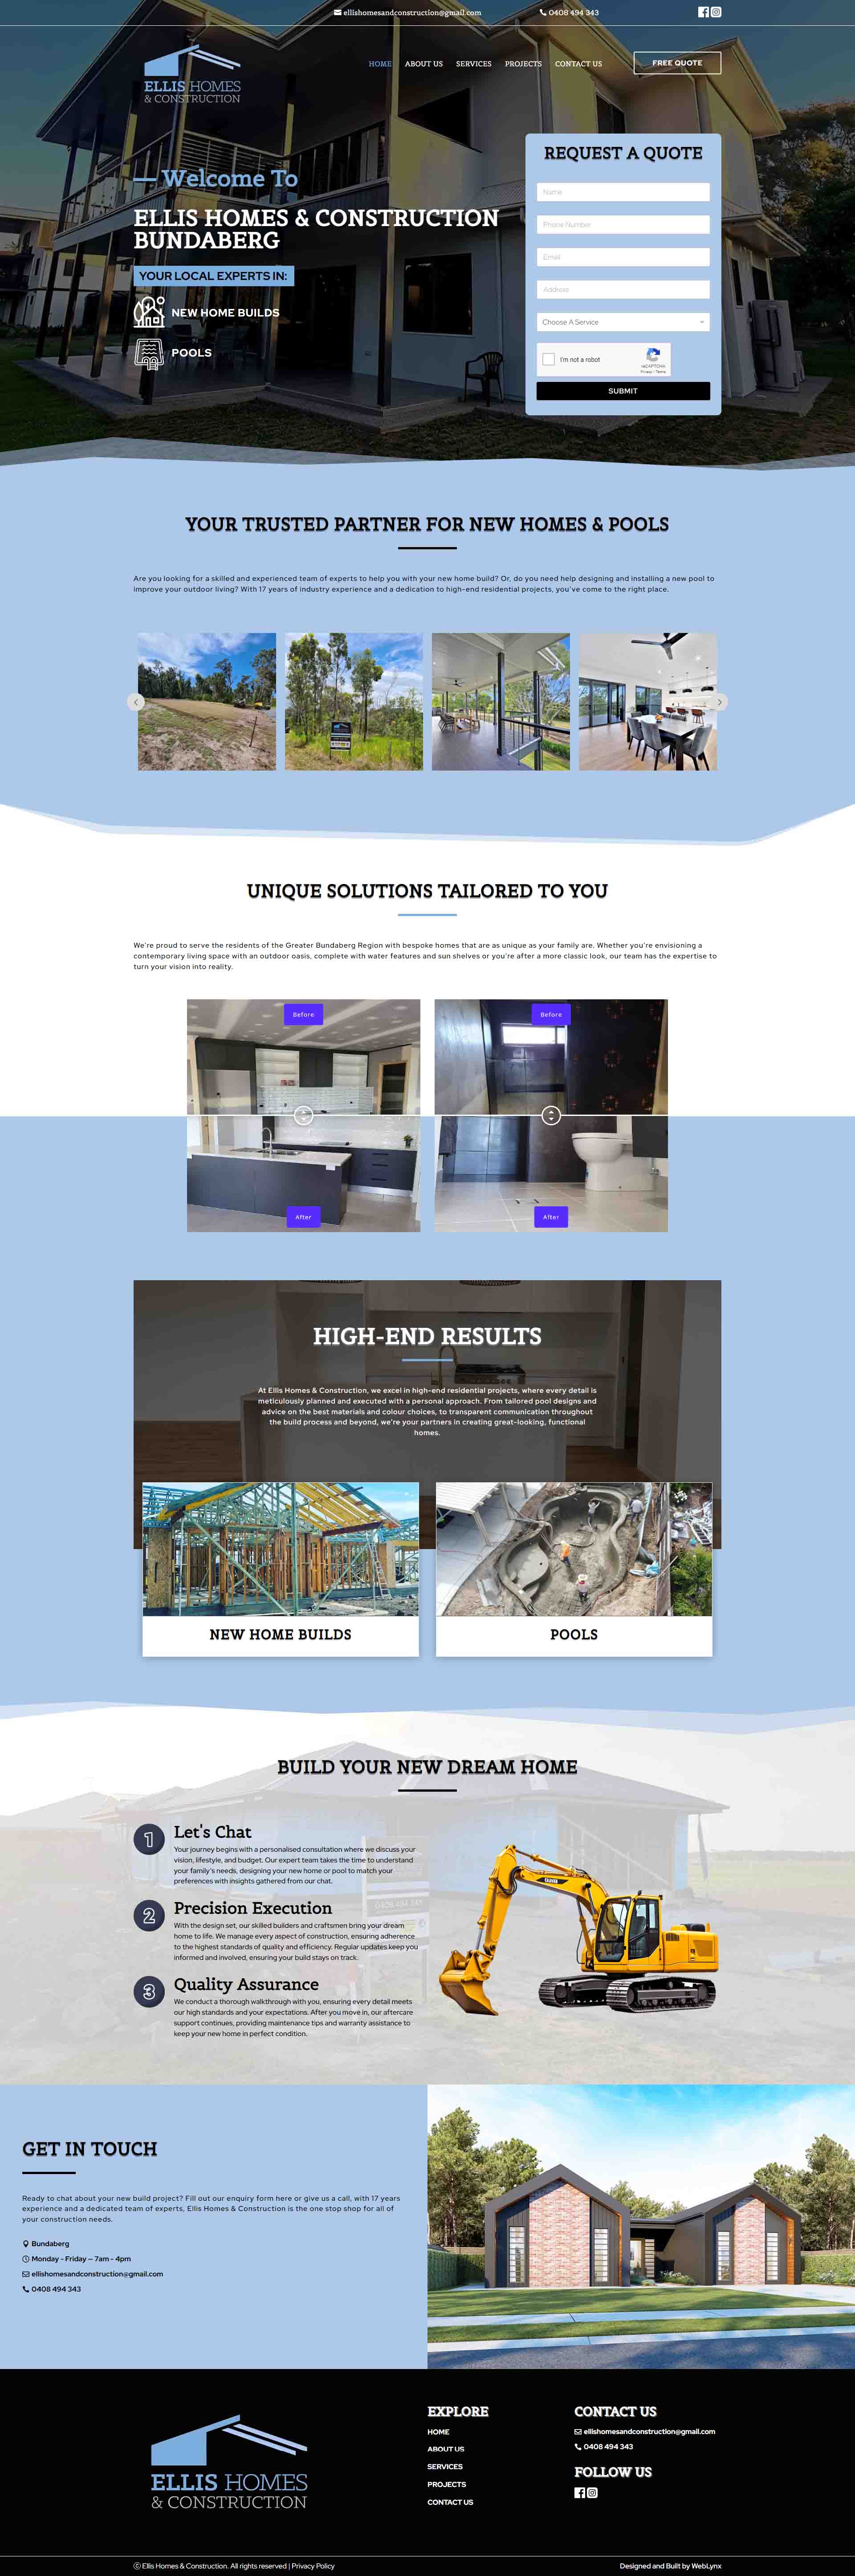 ellishomesandconstruction@gmail.com
0408 494 343
ELLIS HOMES
& CONSTRUCTION
HOME
ABOUT US
SERVICES
PROJECTS
CONTACT US
FREE QUOTE
— Welcome To
ELLIS HOMES & CONSTRUCTION
BUNDABERG
YOUR LOCAL EXPERTS IN:
NEW HOME BUILDS
POOLS
REQUEST A QUOTE
Name
Phone Number
Email
Address
Choose A Service
I'm not a robot
reCAPTCHA
Privacy - Terms
SUBMIT
YOUR TRUSTED PARTNER FOR NEW HOMES & POOLS
Are you looking for a skilled and experienced team of experts to help you with your new home build? Or, do you need help designing and installing a new pool to
improve your outdoor living? With 17 years of industry experience and a dedication to high-end residential projects, you've come to the right place.
UNIQUE SOLUTIONS TAILORED TO YOU
We're proud to serve the residents of the Greater Bundaberg Region with bespoke homes that are as unique as your family are. Whether you're envisioning a
contemporary living space with an outdoor oasis, complete with water features and sun shelves or you're after a more classic look, our team has the expertise to
turn your vision into reality.
Before
Before
After
After
HIGH-END RESULTS
At Ellis Homes & Construction, we excel in high-end residential projects, where every detail is
meticulously planned and executed with a personal approach. From tailored pool designs and
advice on the best materials and colour choices, to transparent communication throughout
the build process and beyond, we're your partners in creating great-looking, functional
homes.
NEW HOME BUILDS
POOLS
BUILD YOUR NEW DREAM HOME
1
Let's Chat
Your journey begins with a personalised consultation where we discuss your
vision, lifestyle, and budget. Our expert team takes the time to understand
your family's needs, designing your new home or pool to match your
preferences with insights gathered from our chat.
2
Precision Execution
With the design set, our skilled builders and craftsmen bring your dream
home to life. We manage every aspect of construction, ensuring adherence
to the highest standards of quality and efficiency. Regular updates keep you
informed and involved, ensuring your build stays on track.
0408 494 343
3
Quality Assurance
We conduct a thorough walkthrough with you, ensuring every detail meets
our high standards and your expectations. After you move in, our aftercare
support continues, providing maintenance tips and warranty assistance to
keep your new home in perfect condition.
GET IN TOUCH
Ready to chat about your new build project? Fill out our enquiry form here or give us a call, with 17 years
experience and a dedicated team of experts, Ellis Homes & Construction is the one stop shop for all of
your construction needs.
Bundaberg
Monday - Friday — 7am - 4pm
ellishomesandconstruction@gmail.com
0408 494 343
ELLIS HOMES
& CONSTRUCTION
EXPLORE
HOME
ABOUT US
SERVICES
PROJECTS
CONTACT US
CONTACT US
ellishomesandconstruction@gmail.com
0408 494 343
FOLLOW US
© Ellis Homes & Construction. All rights reserved | Privacy Policy
Designed and Built by WebLynx